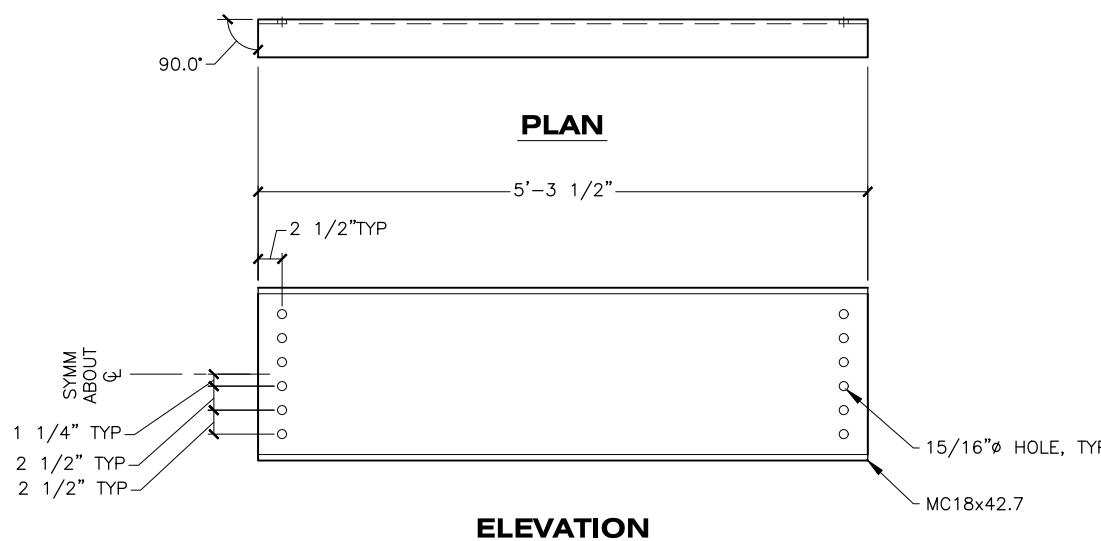 90.0°
PLAN
5'-3 1/2"
2 1/2"TYP
SYMM
ABOUT
℄
1 1/4" TYP
2 1/2" TYP
2 1/2" TYP
15/16"ø HOLE, TYP
MC18x42.7
ELEVATION